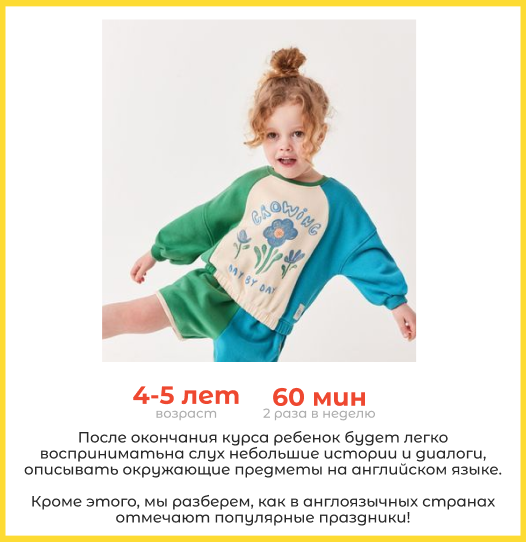 GROWING
DAY BY DAY
4-5 лет
60 мин
возраст
2 раза в неделю
После окончания курса ребенок будет легко
восприниматьна слух небольшие истории и диалоги,
описывать окружающие предметы на английском языке.
Кроме этого, мы разберем, как в англоязычных странах
отмечают популярные праздники!